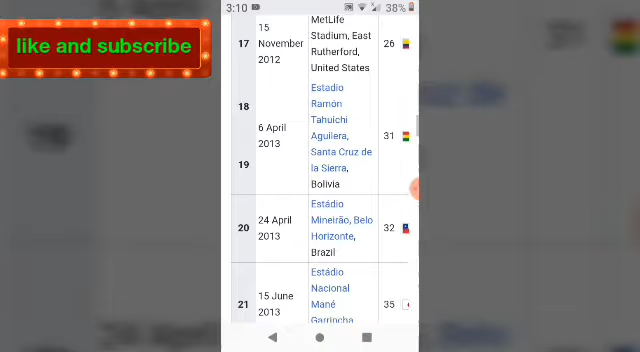 3:10
38%
like and subscribe
17
15
November
2012
MetLife
Stadium, East
Rutherford,
United States
26
18
19
6 April
2013
Estadio
Ramón
Tahuichi
Aguilera,
Santa Cruz de
la Sierra,
Bolivia
31
20
24 April
2013
Estádio
Mineirão, Belo
Horizonte,
Brazil
32
21
15 June
2013
Estádio
Nacional
Mané
Garrincha
35